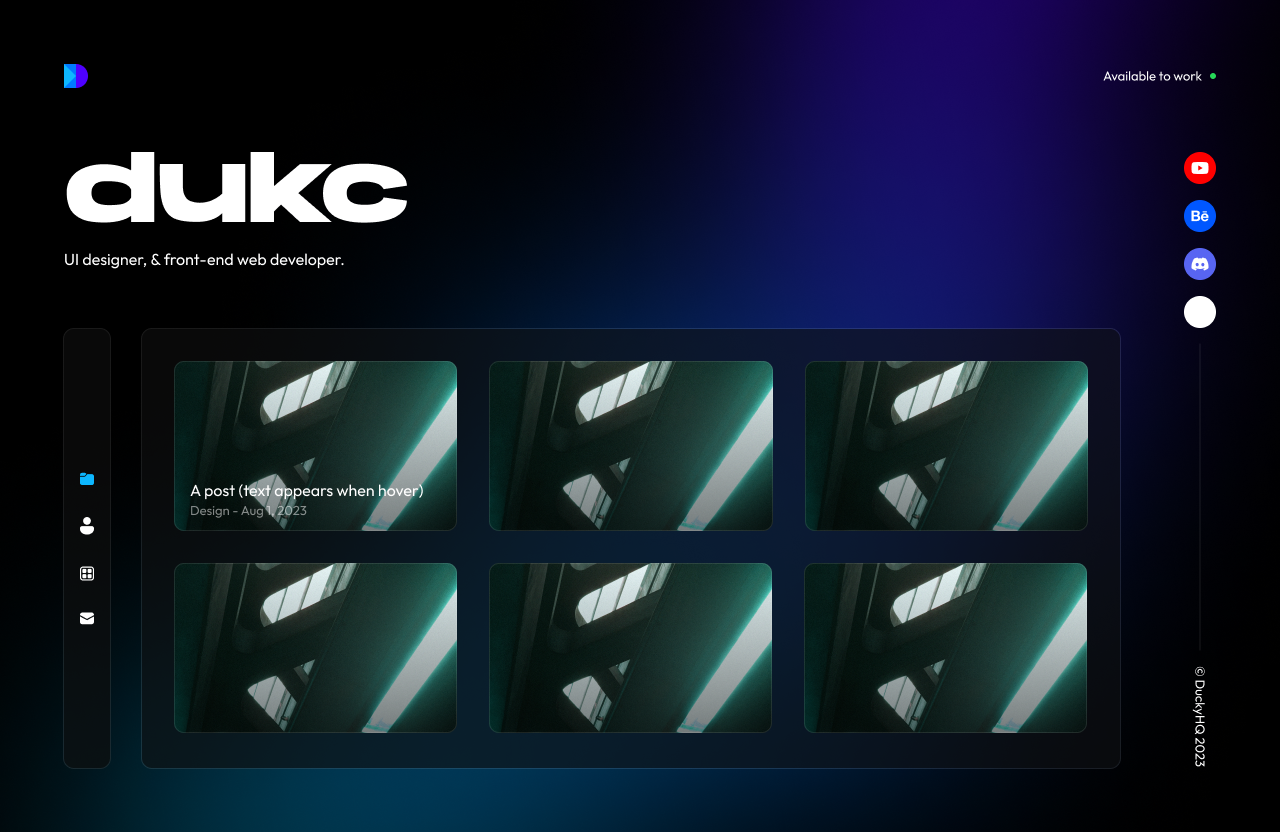 Available to work
dukc
UI designer, & front-end web developer.
Bē
A post (text appears when hover)
Design - Aug 1, 2023
© DuckyHQ 2023